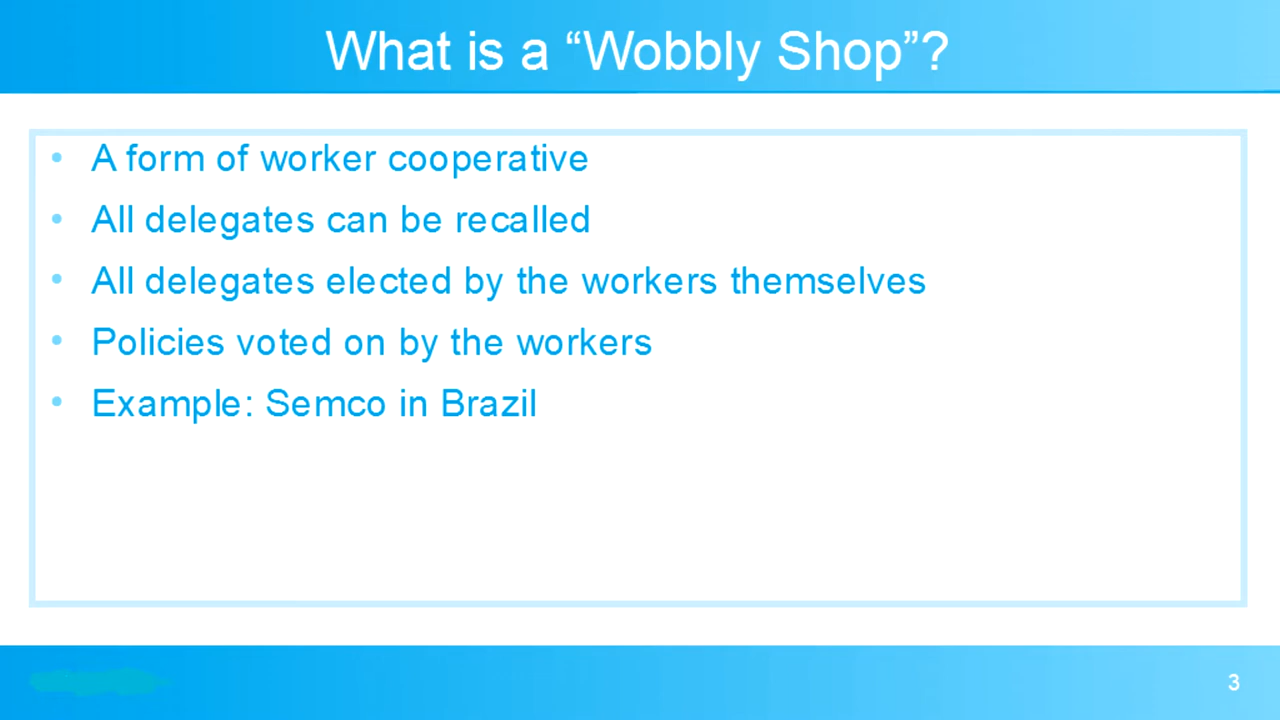 What is a “Wobbly Shop”?
• A form of worker cooperative
• All delegates can be recalled
• All delegates elected by the workers themselves
• Policies voted on by the workers
• Example: Semco in Brazil
3